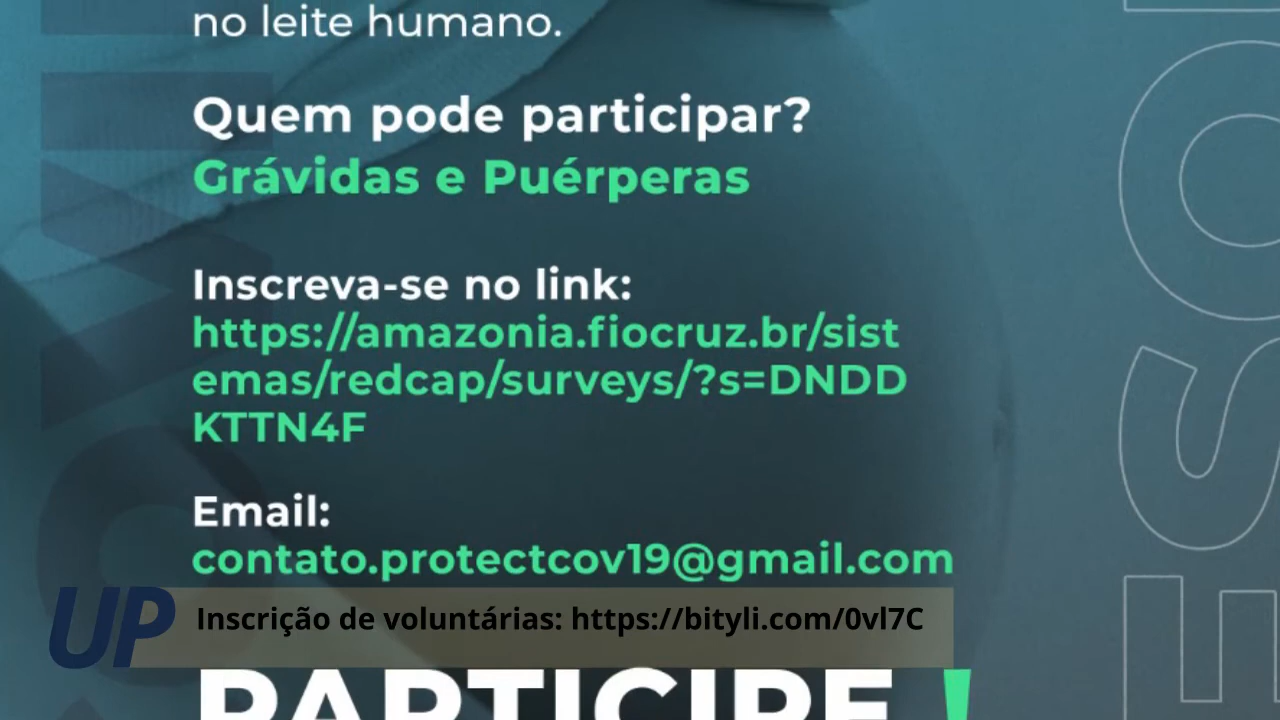 no leite humano.
Quem pode participar?
Grávidas e Puérperas
Inscreva-se no link:
https://amazonia.fiocruz.br/sist
emas/redcap/surveys/?s=DNDD
KTTN4F
Email:
contato.protectcov19@gmail.com
UP
Inscrição de voluntárias: https://bityli.com/0vl7C
PARTICIPE!